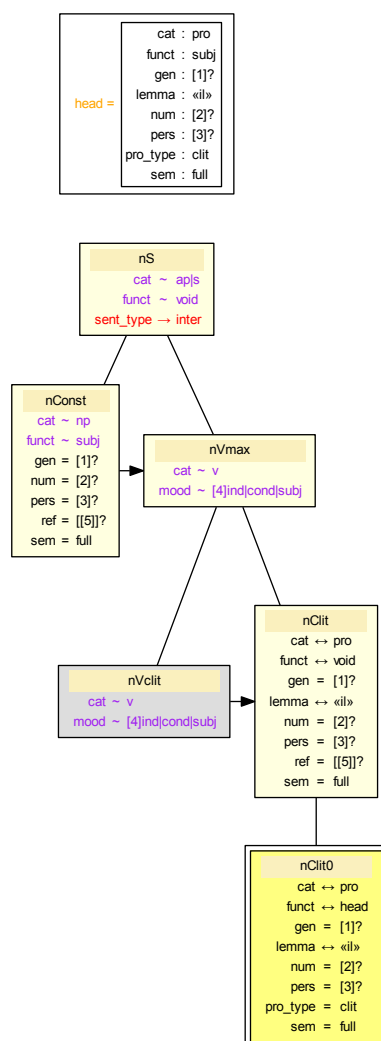 head =
cat : pro
funct : subj
gen : [1]?
lemma : «il»
num : [2]?
pers : [3]?
pro_type : clit
sem : full
nS
cat ~ ap|s
funct ~ void
sent_type → inter
nConst
cat ~ np
funct ~ subj
gen = [1]?
num = [2]?
pers = [3]?
ref = [[5]]?
sem = full
nVmax
cat ~ v
mood ~ [4]ind|cond|subj
nVclit
cat ~ v
mood ~ [4]ind|cond|subj
nClit
cat ↔ pro
funct ↔ void
gen = [1]?
lemma ↔ «il»
num = [2]?
pers = [3]?
ref = [[5]]?
sem = full
nClit0
cat ↔ pro
funct ↔ head
gen = [1]?
lemma ↔ «il»
num = [2]?
pers = [3]?
pro_type = clit
sem = full